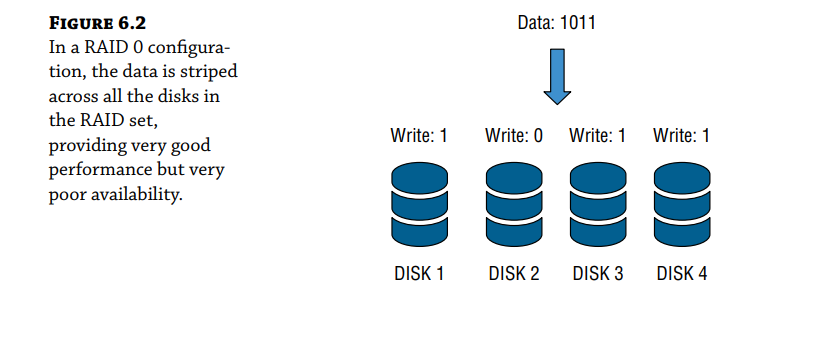 FIGURE 6.2
In a RAID 0 configura-
tion, the data is striped
across all the disks in
the RAID set,
providing very good
performance but very
poor availability.
Data: 1011
Write: 1 Write: 0 Write: 1 Write: 1
DISK 1 DISK 2 DISK 3 DISK 4